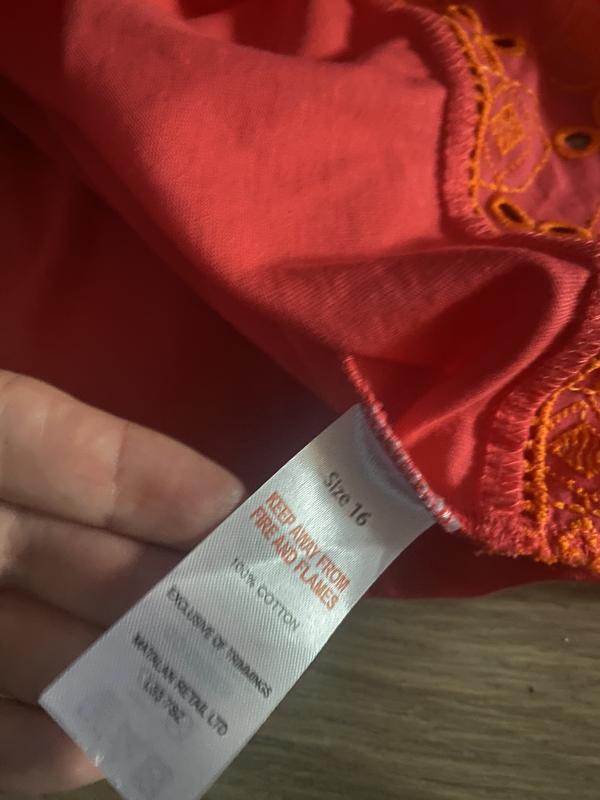 Size 16
KEEP AWAY FROM
FIRE AND FLAMES
100% COTTON
EXCLUSIVE OF TRIMMINGS
MATALAN RETAIL LTD
L33 7SZ